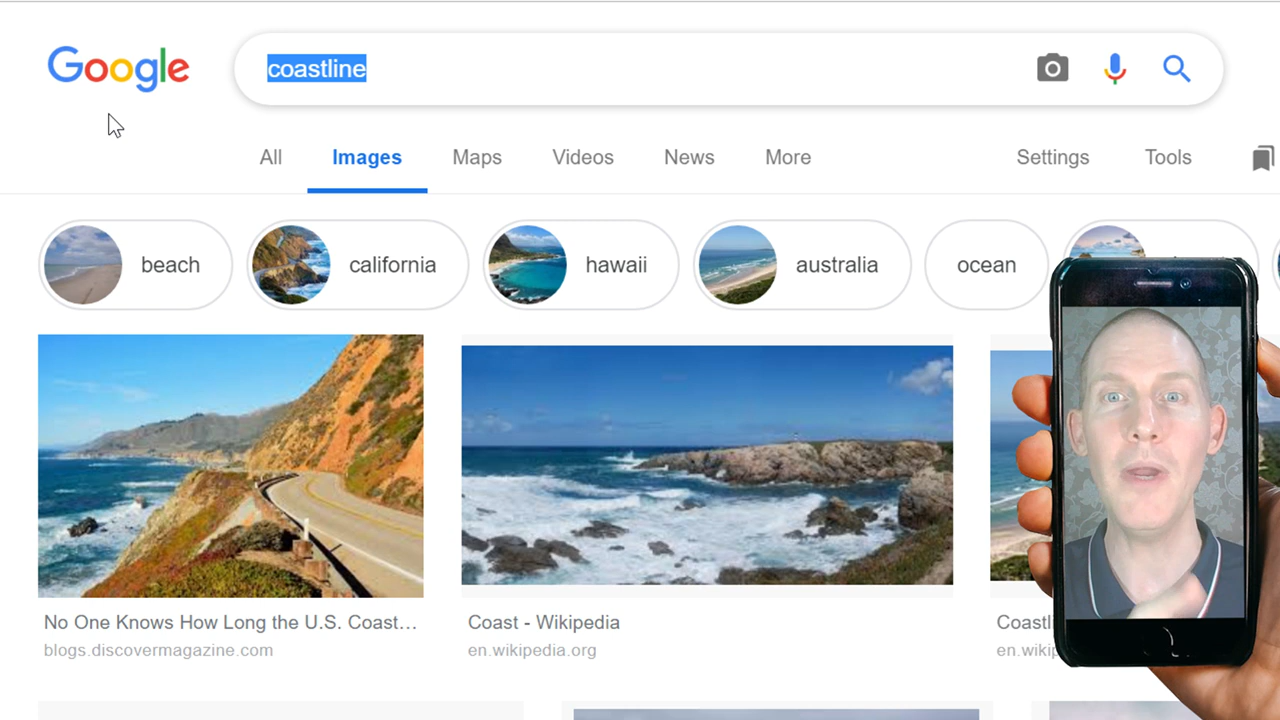 Google
coastline
All Images Maps Videos News More Settings Tools
beach california hawaii australia ocean
No One Knows How Long the U.S. Coast... Coast - Wikipedia
blogs.discovermagazine.com en.wikipedia.org